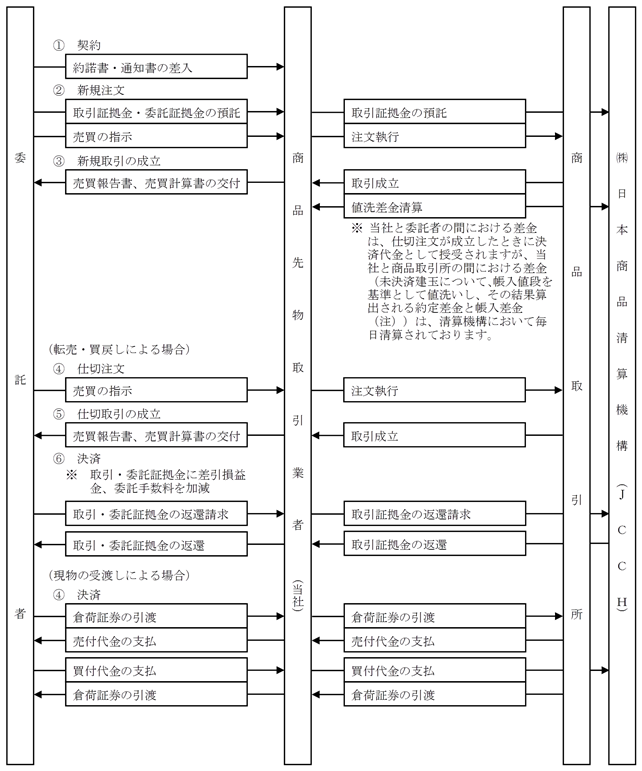 委託者
① 契約
約諾書・通知書の差入
② 新規注文
取引証拠金・委託証拠金の預託
売買の指示
③ 新規取引の成立
売買報告書、売買計算書の交付
(転売・買戻しによる場合)
④ 仕切注文
売買の指示
⑤ 仕切取引の成立
売買報告書、売買計算書の交付
⑥ 決済
※ 取引・委託証拠金に差引損益
金、委託手数料を加減
取引・委託証拠金の返還請求
取引・委託証拠金の返還
(現物の受渡しによる場合)
④ 決済
倉荷証券の引渡
売付代金の支払
買付代金の支払
倉荷証券の引渡
商品先物取引業者(当社)
取引証拠金の預託
注文執行
取引成立
値洗差金清算
※ 当社と委託者の間における差金
は、仕切注文が成立したときに決
済代金として授受されますが、当
社と商品取引所の間における差金
(未決済建玉について、帳入値段を
基準として値洗いし、その結果算
出される約定差金と帳入差金
(注))は、清算機構において毎
日清算されております。
注文執行
取引成立
取引証拠金の返還請求
取引証拠金の返還
倉荷証券の引渡
売付代金の支払
買付代金の支払
倉荷証券の引渡
商品取引所
㈱日本商品清算機構(JCCH)